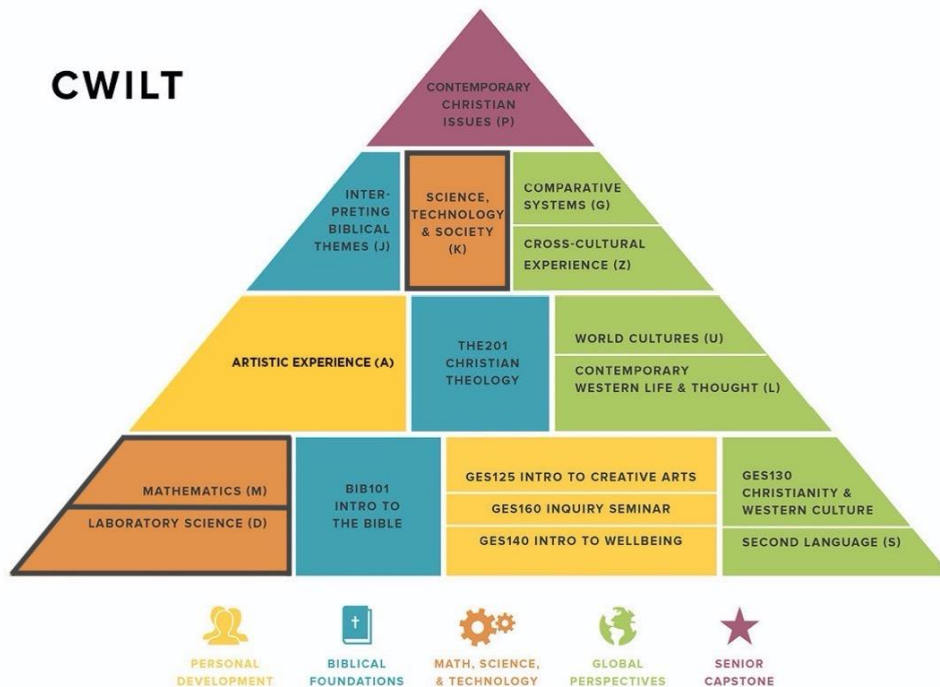 CWILT
CONTEMPORARY
CHRISTIAN
ISSUES (P)
INTER-
PRETING
BIBLICAL
THEMES (J)
SCIENCE,
TECHNOLOGY
& SOCIETY
(K)
COMPARATIVE
SYSTEMS (G)
CROSS-CULTURAL
EXPERIENCE (Z)
ARTISTIC EXPERIENCE (A)
THE201
CHRISTIAN
THEOLOGY
WORLD CULTURES (U)
CONTEMPORARY
WESTERN LIFE & THOUGHT (L)
MATHEMATICS (M)
LABORATORY SCIENCE (D)
BIB101
INTRO TO
THE BIBLE
GES125 INTRO TO CREATIVE ARTS
GES160 INQUIRY SEMINAR
GES140 INTRO TO WELLBEING
GES130
CHRISTIANITY &
WESTERN CULTURE
SECOND LANGUAGE (S)
PERSONAL
DEVELOPMENT
BIBLICAL
FOUNDATIONS
MATH, SCIENCE,
& TECHNOLOGY
GLOBAL
PERSPECTIVES
SENIOR
CAPSTONE